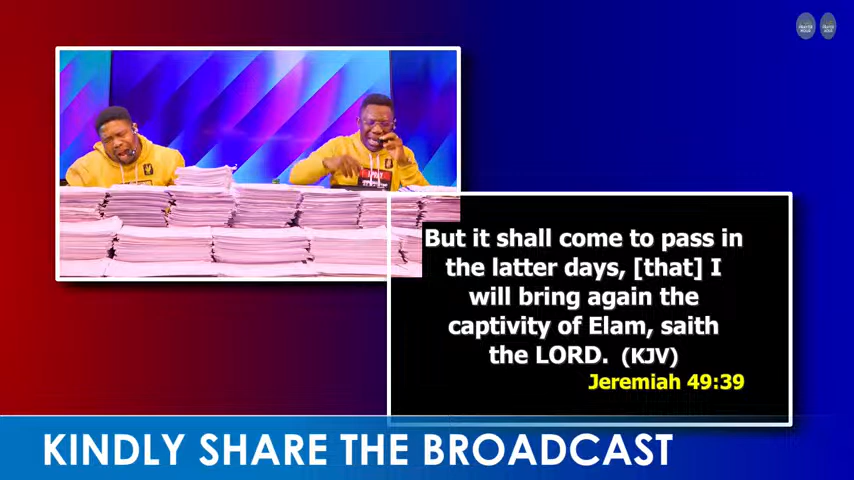 But it shall come to pass in
the latter days, [that] I
will bring again the
captivity of Elam, saith
the LORD. (KJV)
Jeremiah 49:39
KINDLY SHARE THE BROADCAST